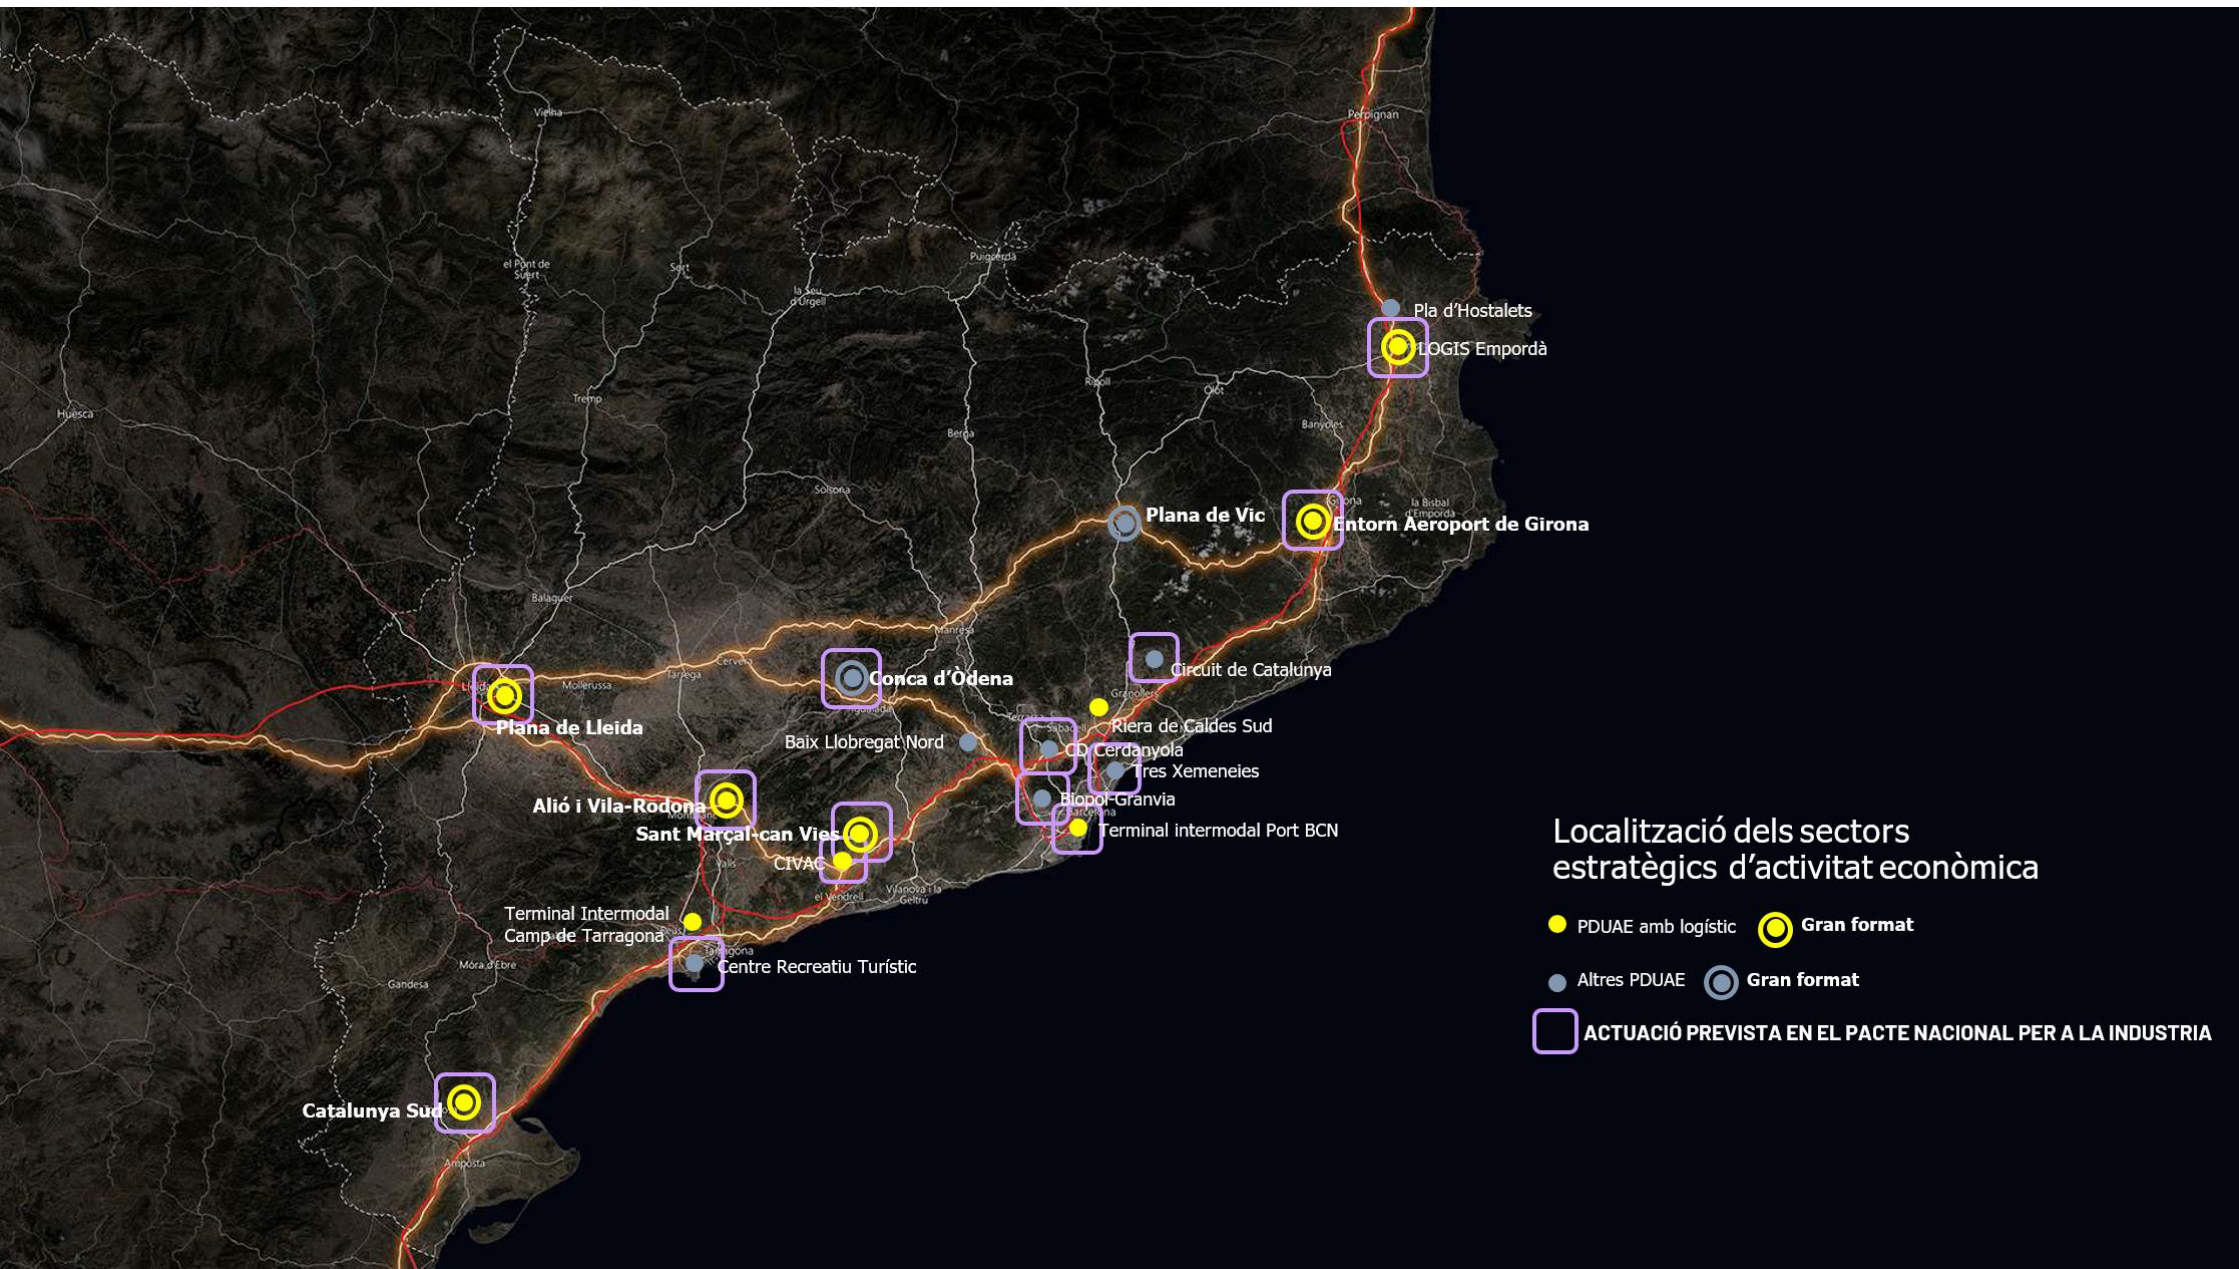 Perpignan
Vielha
Puigcerdà
el Pont de
Suert
Sort
la Seu
d'Urgell
Pla d'Hostalets
LOGIS Empordà
Ripoll
Olot
Tremp
Huesca
Banyoles
Berga
Solsona
Girona
la Bisbal
d'Empordà
Plana de Vic
Entorn Aeroport de Girona
Balaguer
Manresa
Cervera
Tàrrega
Mollerussa
Lleida
Circuit de Catalunya
Conca d'Òdena
Igualada
Granollers
Plana de Lleida
Terrassa
Sabadell
Riera de Caldes Sud
Baix Llobregat Nord
CD Cerdanyola
Tres Xemeneies
Alió i Vila-Rodona
Biopol-Granvia
Barcelona
Montblanc
Sant Marçal-can Vies
Terminal intermodal Port BCN
CIVAC
Valls
el Vendrell
Vilanova i la
Geltrú
Terminal Intermodal
Camp de Tarragona
Reus
Tarragona
Centre Recreatiu Turístic
Móra d'Ebre
Gandesa
Catalunya Sud
Amposta
Localització dels sectors
estratègics d'activitat econòmica
PDUAE amb logístic
Gran format
Altres PDUAE
Gran format
ACTUACIÓ PREVISTA EN EL PACTE NACIONAL PER A LA INDUSTRIA